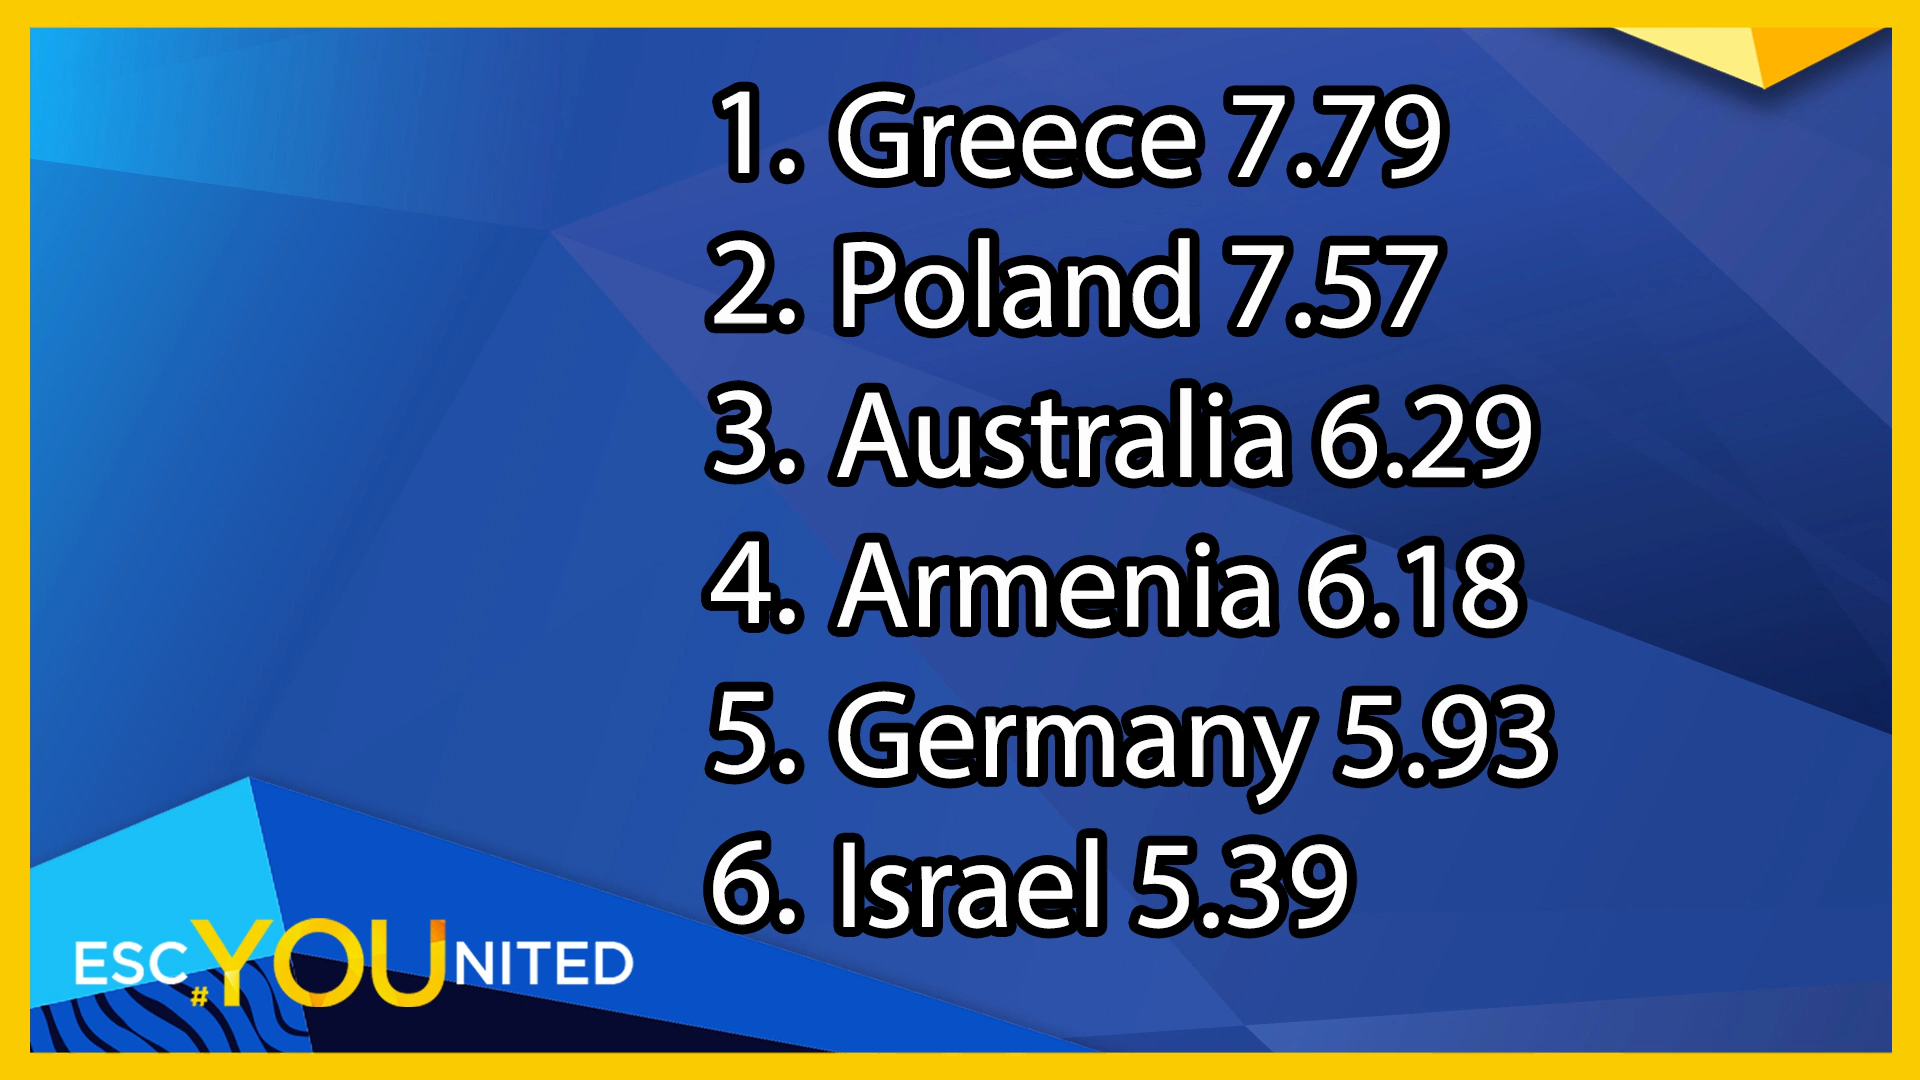 1. Greece 7.79
2. Poland 7.57
3. Australia 6.29
4. Armenia 6.18
5. Germany 5.93
6. Israel 5.39
ESC#YOUNITED